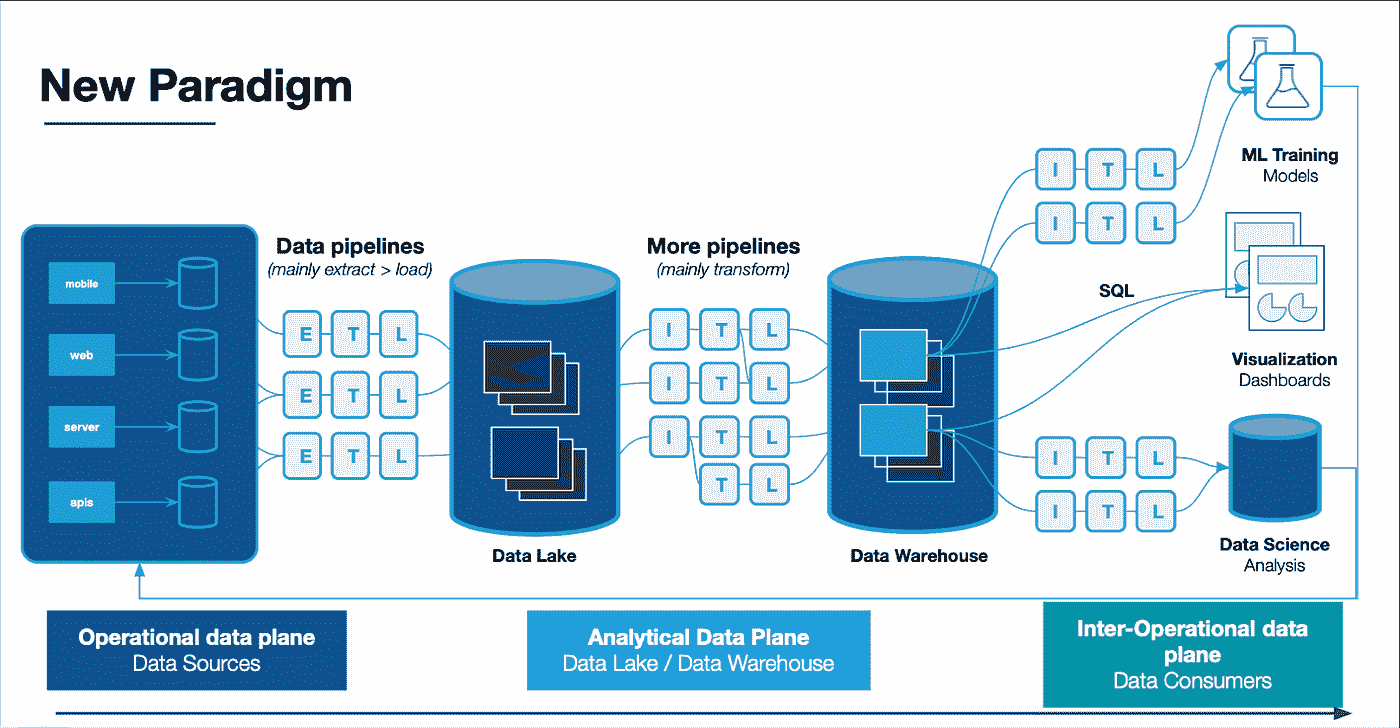 New Paradigm
mobile
web
server
apis
Data pipelines
(mainly extract > load)
E T L
E T L
E T L
Data Lake
More pipelines
(mainly transform)
I T L
I T L
I T L
T L
Data Warehouse
I T L
I T L
SQL
I T L
I T L
ML Training
Models
Visualization
Dashboards
Data Science
Analysis
Operational data plane
Data Sources
Analytical Data Plane
Data Lake / Data Warehouse
Inter-Operational data
plane
Data Consumers